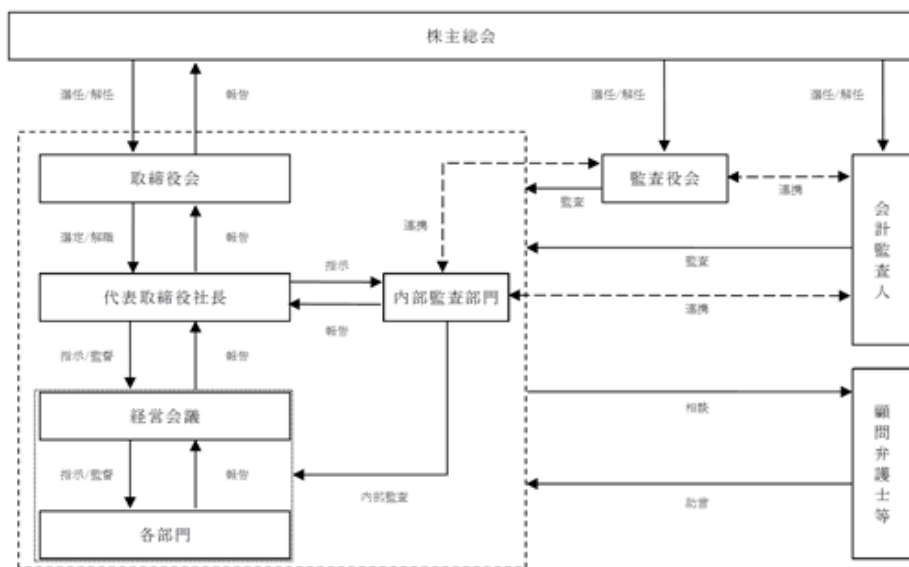 株主総会
選任/解任
報告
選任/解任
選任/解任
取締役会
監査役会
連携
会計監査人
監査
連携
選定/解職
報告
監査
指示
代表取締役社長
内部監査部門
報告
連携
指示/監督
報告
経営会議
相談
顧問弁護士等
指示/監督
報告
内部監査
助言
各部門